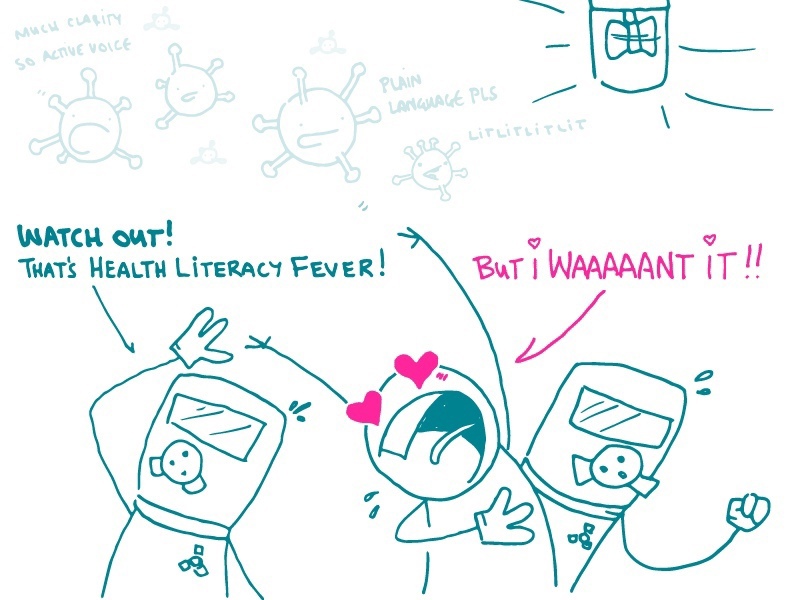 MUCH CLARITY
SO ACTIVE VOICE
PLAIN
LANGUAGE PLS
LITLITLITLIT
WATCH OUT!
THAT'S HEALTH LITERACY FEVER!
BUT i WAAAAANT iT!!